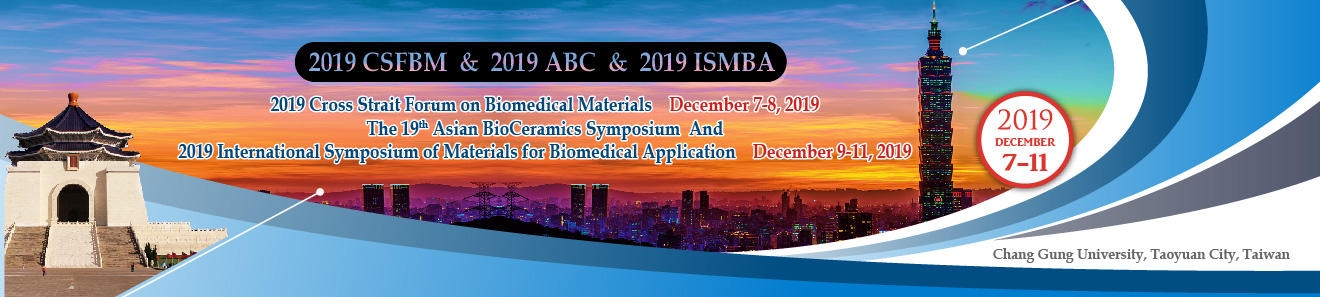 2019 CSFBM & 2019 ABC & 2019 ISMBA
2019 Cross Strait Forum on Biomedical Materials December 7-8, 2019
The 19th Asian BioCeramics Symposium And
2019 International Symposium of Materials for Biomedical Application December 9-11, 2019
2019
DECEMBER
7–11
Chang Gung University, Taoyuan City, Taiwan